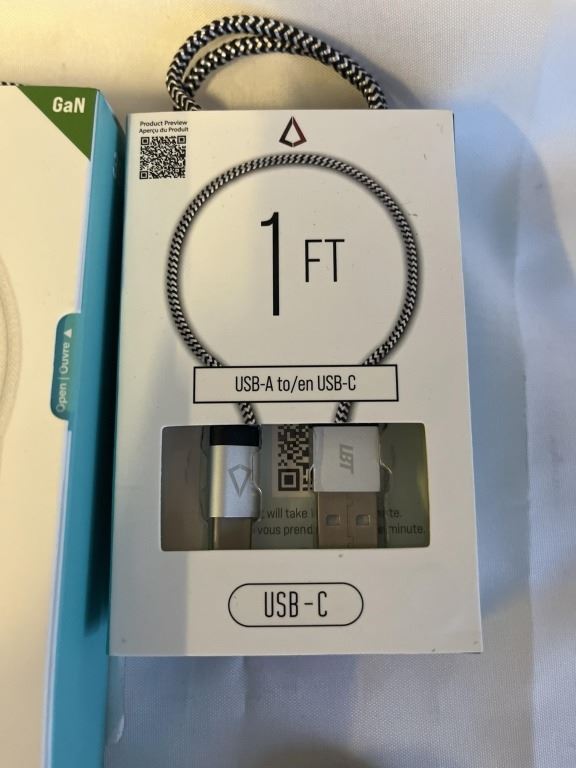 GaN
Open | Ouvre
Product Preview
Aperçu du Produit
1 FT
USB-A to/en USB-C
LBT
will take
vous prend
minute.
USB-C